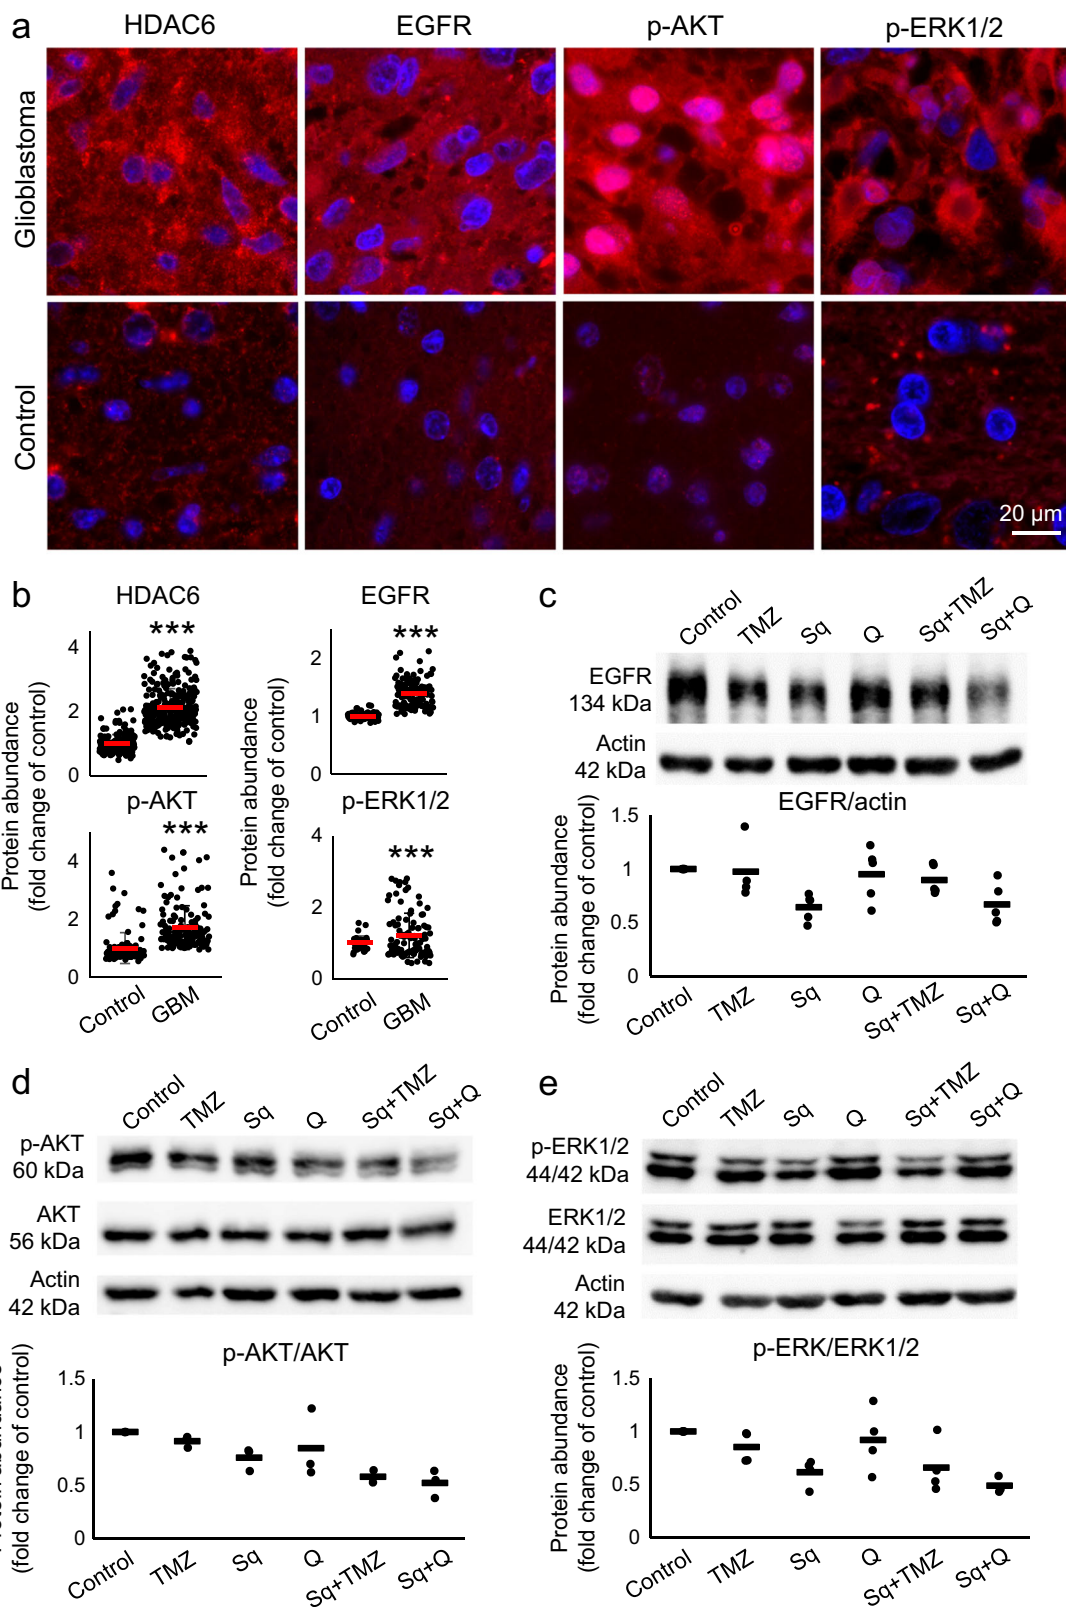 a
HDAC6
EGFR
p-AKT
p-ERK1/2
Glioblastoma
Control
20 µm
b
HDAC6
EGFR
Protein abundance
(fold change of control)
4
2
0
***
Protein abundance
(fold change of control)
2
1
0
***
p-AKT
p-ERK1/2
4
2
0
***
4
2
0
***
Control
GBM
Control
GBM
c
Control
TMZ
Sq
Q
Sq+TMZ
Sq+Q
EGFR
134 kDa
Actin
42 kDa
EGFR/actin
Protein abundance
(fold change of control)
1.5
1
0.5
0
Control
TMZ
Sq
Q
Sq+TMZ
Sq+Q
d
Control
TMZ
Sq
Q
Sq+TMZ
Sq+Q
p-AKT
60 kDa
AKT
56 kDa
Actin
42 kDa
p-AKT/AKT
(fold change of control)
1.5
1
0.5
0
Control
TMZ
Sq
Q
Sq+TMZ
Sq+Q
e
Control
TMZ
Sq
Q
Sq+TMZ
Sq+Q
p-ERK1/2
44/42 kDa
ERK1/2
44/42 kDa
Actin
42 kDa
p-ERK/ERK1/2
Protein abundance
(fold change of control)
1.5
1
0.5
0
Control
TMZ
Sq
Q
Sq+TMZ
Sq+Q